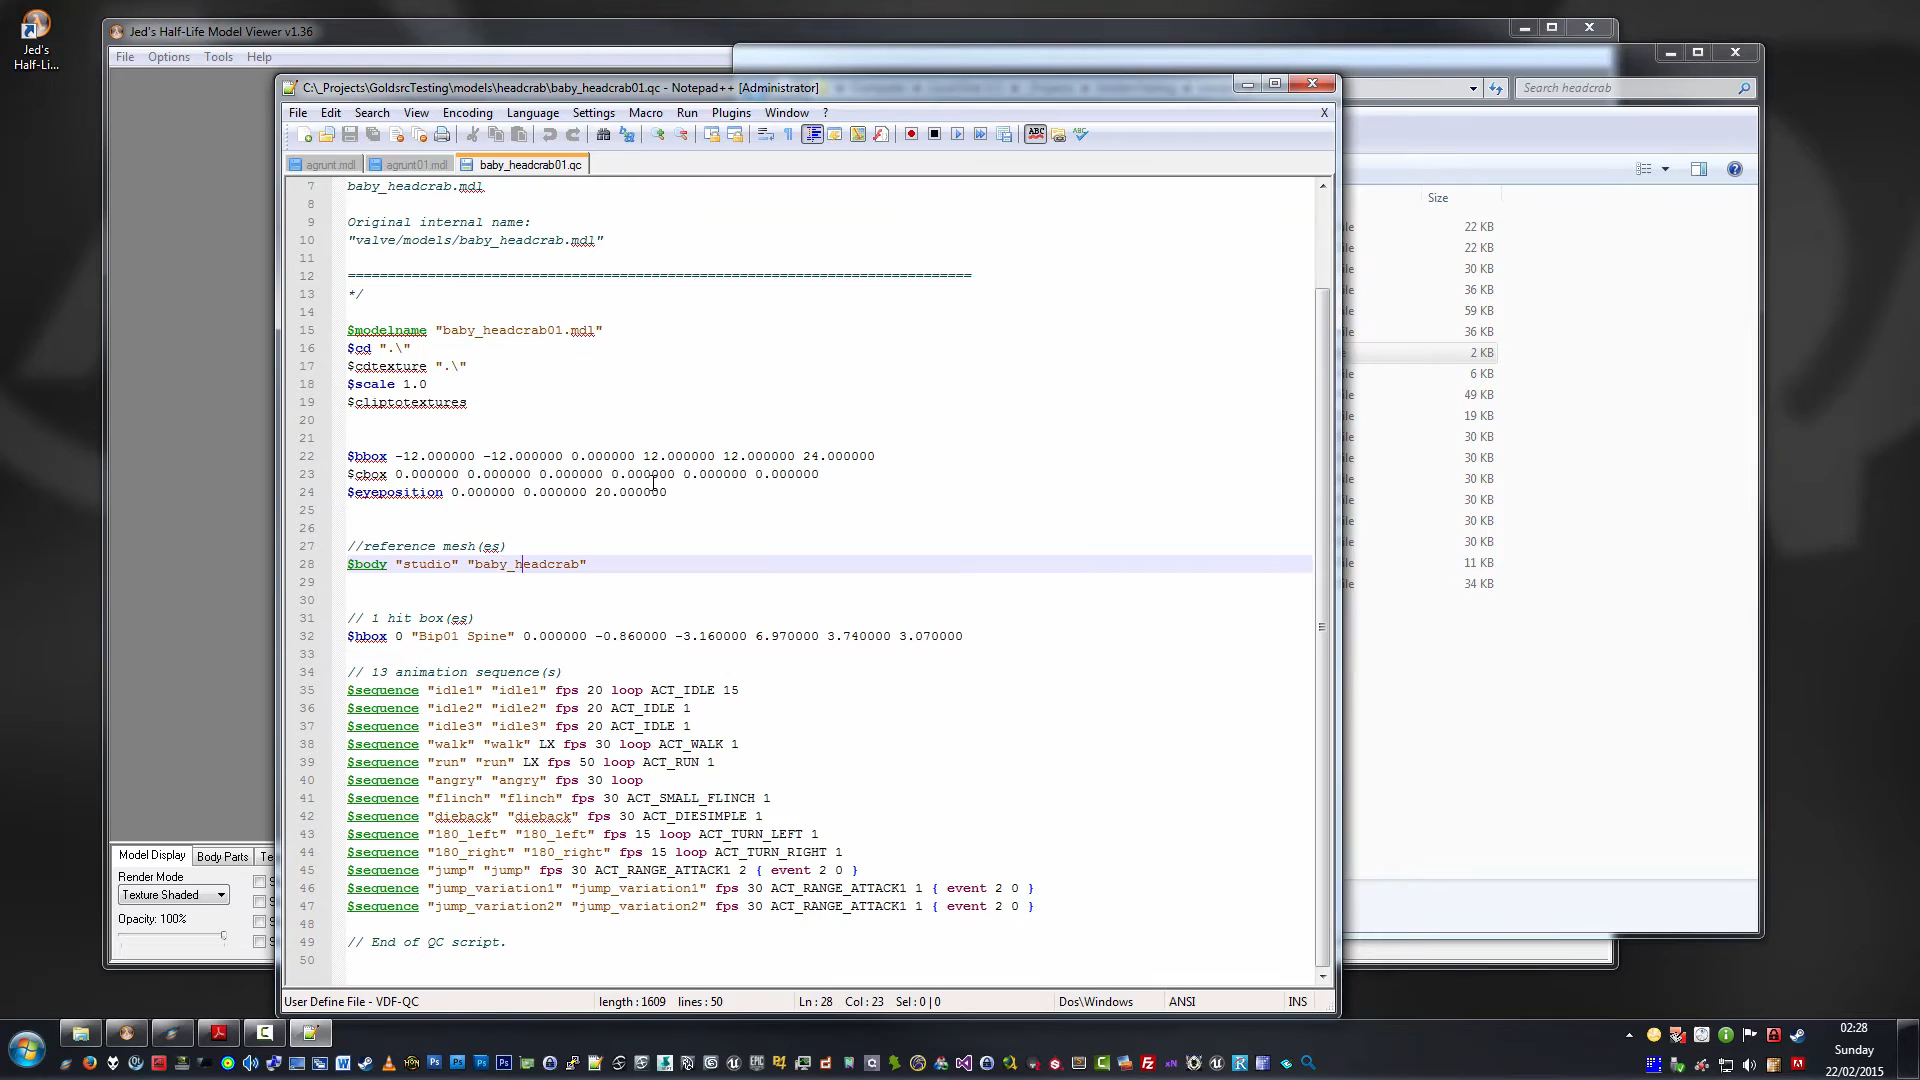 Jed's
Half-Li...
Jed's Half-Life Model Viewer v1.36
File Options Tools Help
C:\_Projects\GoldsrcTesting\models\headcrab\baby_headcrab01.qc - Notepad++ [Administrator]
Search headcrab
File Edit Search View Encoding Language Settings Macro Run Plugins Window ? X
agrunt.mdl agrunt01.mdl baby_headcrab01.qc
Size
7 baby_headcrab.mdl
8
9 Original internal name:
10 "valve/models/baby_headcrab.mdl"
11
12 ==============================================================================
13 */
14
15 $modelname "baby_headcrab01.mdl"
16 $cd ".\"
17 $cdtexture ".\"
18 $scale 1.0
19 $cliptotextures
20
21
22 $bbox -12.000000 -12.000000 0.000000 12.000000 12.000000 24.000000
23 $cbox 0.000000 0.000000 0.000000 0.000000 0.000000 0.000000
24 $eyeposition 0.000000 0.000000 20.000000
25
26
27 //reference mesh(es)
28 $body "studio" "baby_headcrab"
29
30
31 // 1 hit box(es)
32 $hbox 0 "Bip01 Spine" 0.000000 -0.860000 -3.160000 6.970000 3.740000 3.070000
33
34 // 13 animation sequence(s)
35 $sequence "idle1" "idle1" fps 20 loop ACT_IDLE 15
36 $sequence "idle2" "idle2" fps 20 ACT_IDLE 1
37 $sequence "idle3" "idle3" fps 20 ACT_IDLE 1
38 $sequence "walk" "walk" LX fps 30 loop ACT_WALK 1
39 $sequence "run" "run" LX fps 50 loop ACT_RUN 1
40 $sequence "angry" "angry" fps 30 loop
41 $sequence "flinch" "flinch" fps 30 ACT_SMALL_FLINCH 1
42 $sequence "dieback" "dieback" fps 30 ACT_DIESIMPLE 1
43 $sequence "180_left" "180_left" fps 15 loop ACT_TURN_LEFT 1
44 $sequence "180_right" "180_right" fps 15 loop ACT_TURN_RIGHT 1
45 $sequence "jump" "jump" fps 30 ACT_RANGE_ATTACK1 2 { event 2 0 }
46 $sequence "jump_variation1" "jump_variation1" fps 30 ACT_RANGE_ATTACK1 1 { event 2 0 }
47 $sequence "jump_variation2" "jump_variation2" fps 30 ACT_RANGE_ATTACK1 1 { event 2 0 }
48
49 // End of QC script.
50
ile 22 KB
ile 22 KB
ile 30 KB
ile 36 KB
ile 59 KB
ile 36 KB
2 KB
ile 6 KB
ile 49 KB
ile 19 KB
ile 30 KB
ile 30 KB
ile 30 KB
ile 30 KB
ile 30 KB
ile 30 KB
ile 11 KB
ile 34 KB
Model Display Body Parts Te
Render Mode
Texture Shaded
Opacity: 100%
User Define File - VDF-QC length : 1609 lines : 50 Ln : 28 Col : 23 Sel : 0 | 0 Dos\Windows ANSI INS
02:28
Sunday
22/02/2015